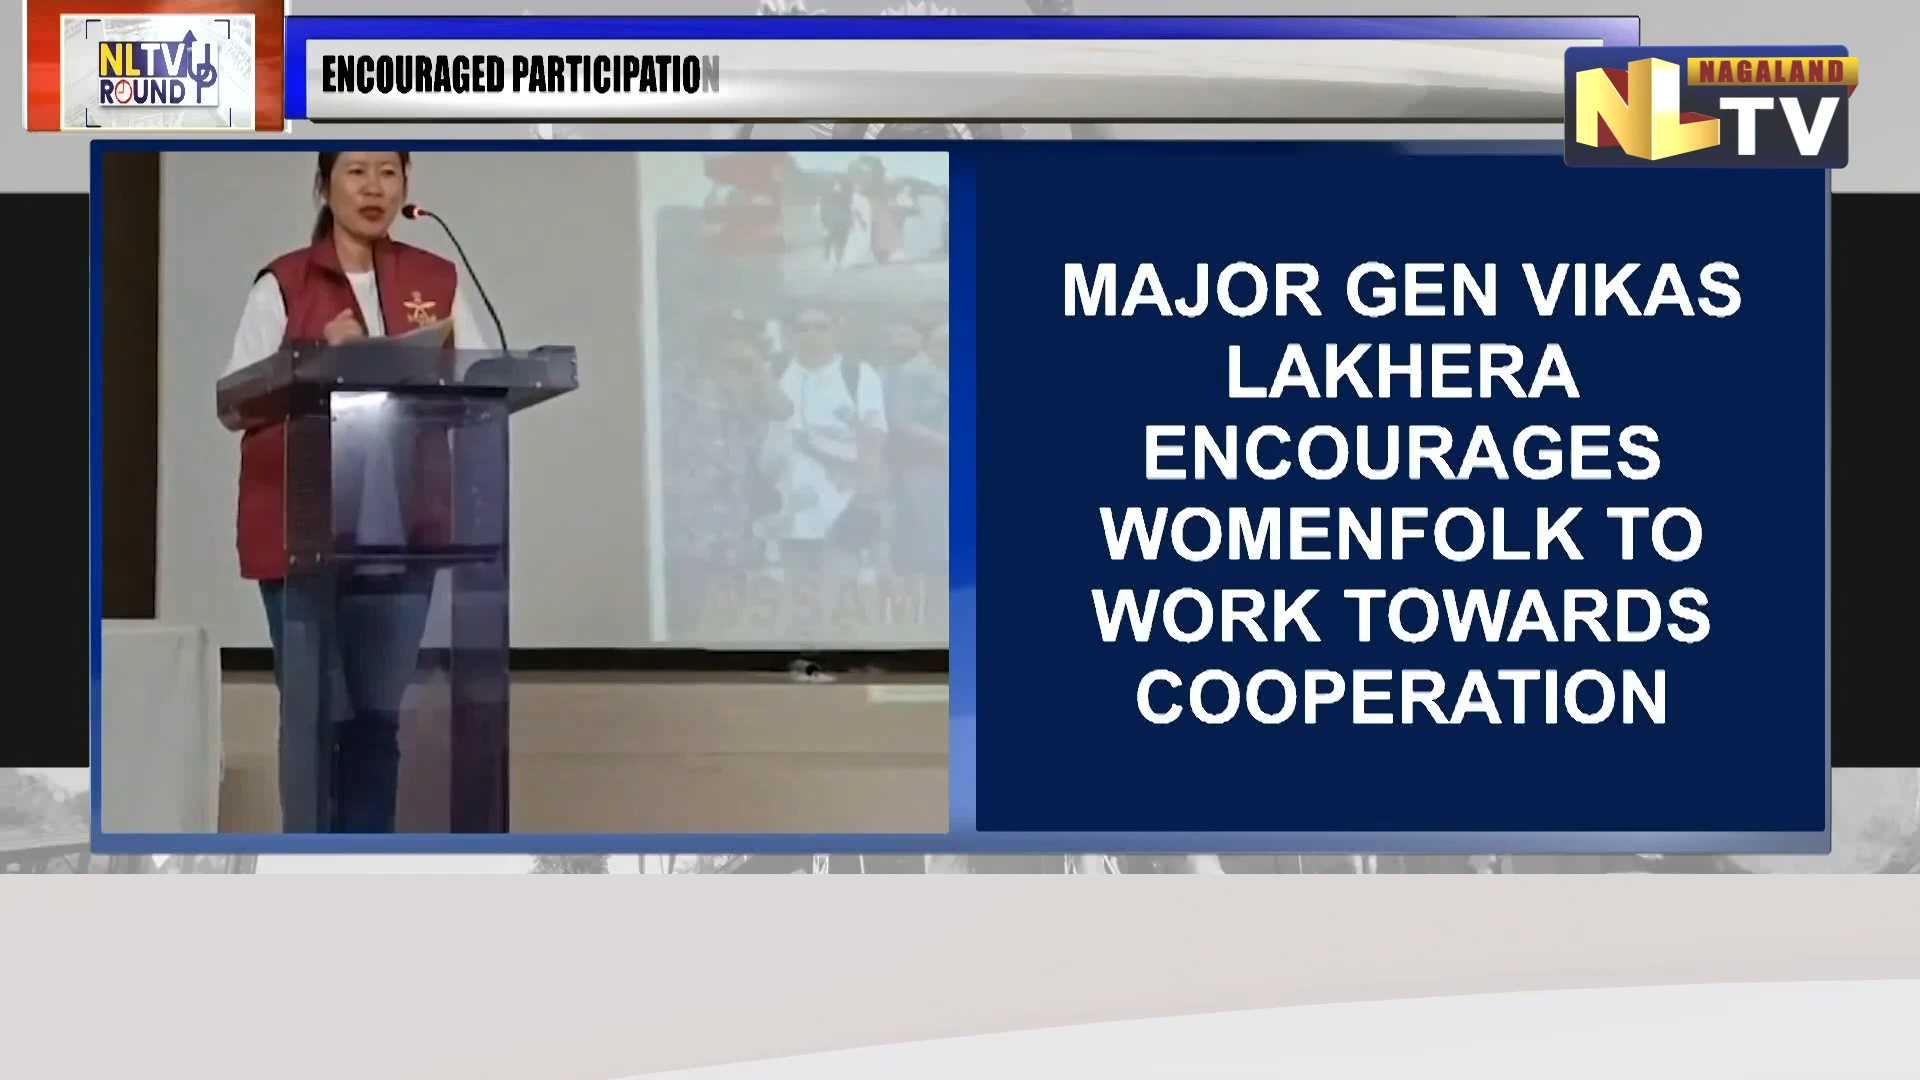 NLTV UP
ROUND
ENCOURAGED PARTICIPATION
NAGALAND
NL TV
MAJOR GEN VIKAS
LAKHERA
ENCOURAGES
WOMENFOLK TO
WORK TOWARDS
COOPERATION
ASSAM